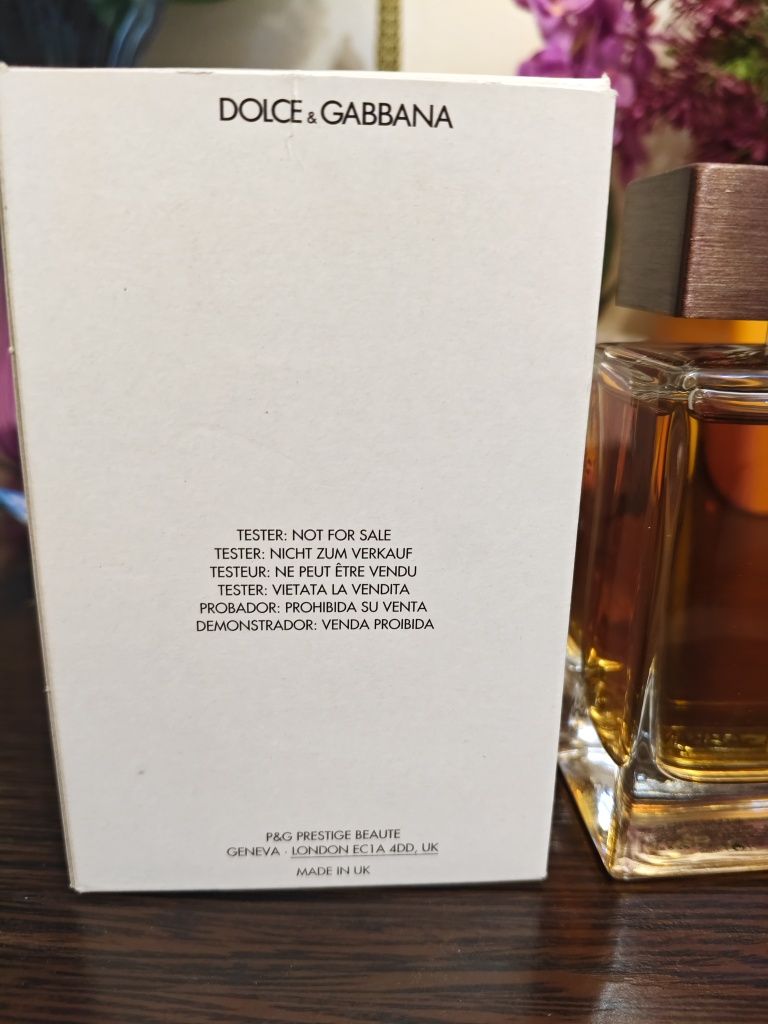 DOLCE & GABBANA
TESTER: NOT FOR SALE
TESTER: NICHT ZUM VERKAUF
TESTEUR: NE PEUT ÊTRE VENDU
TESTER: VIETATA LA VENDITA
PROBADOR: PROHIBIDA SU VENTA
DEMONSTRADOR: VENDA PROIBIDA
P&G PRESTIGE BEAUTE
GENEVA · LONDON EC1A 4DD, UK
MADE IN UK